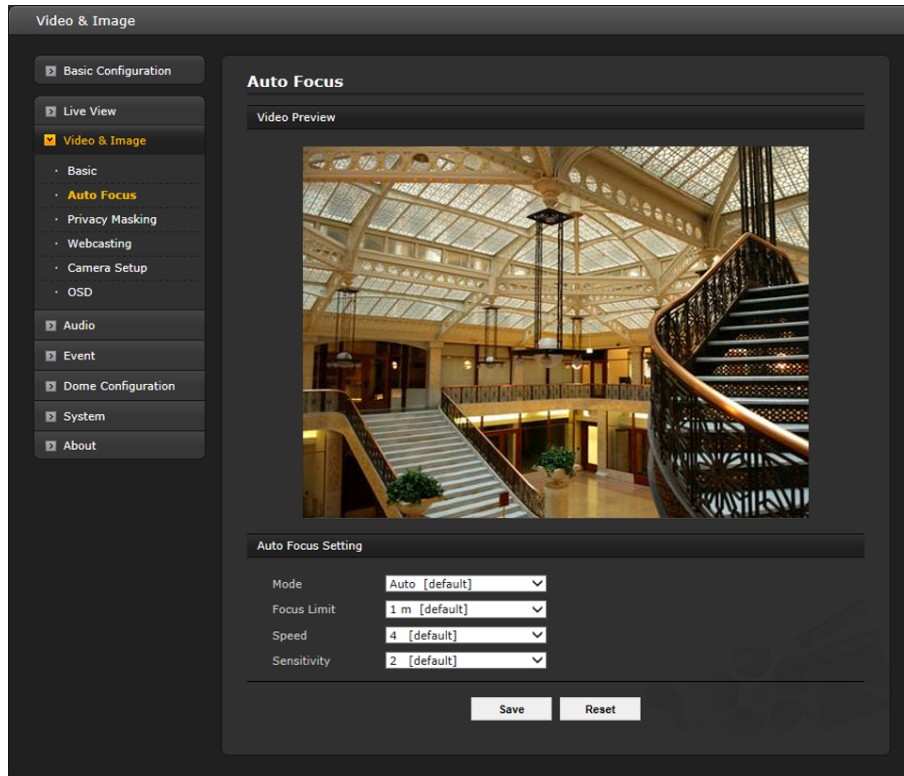 Video & Image
Basic Configuration
Live View
Video & Image
· Basic
· Auto Focus
· Privacy Masking
· Webcasting
· Camera Setup
· OSD
Audio
Event
Dome Configuration
System
About
Auto Focus
Video Preview
Auto Focus Setting
Mode Auto [default]
Focus Limit 1 m [default]
Speed 4 [default]
Sensitivity 2 [default]
Save Reset